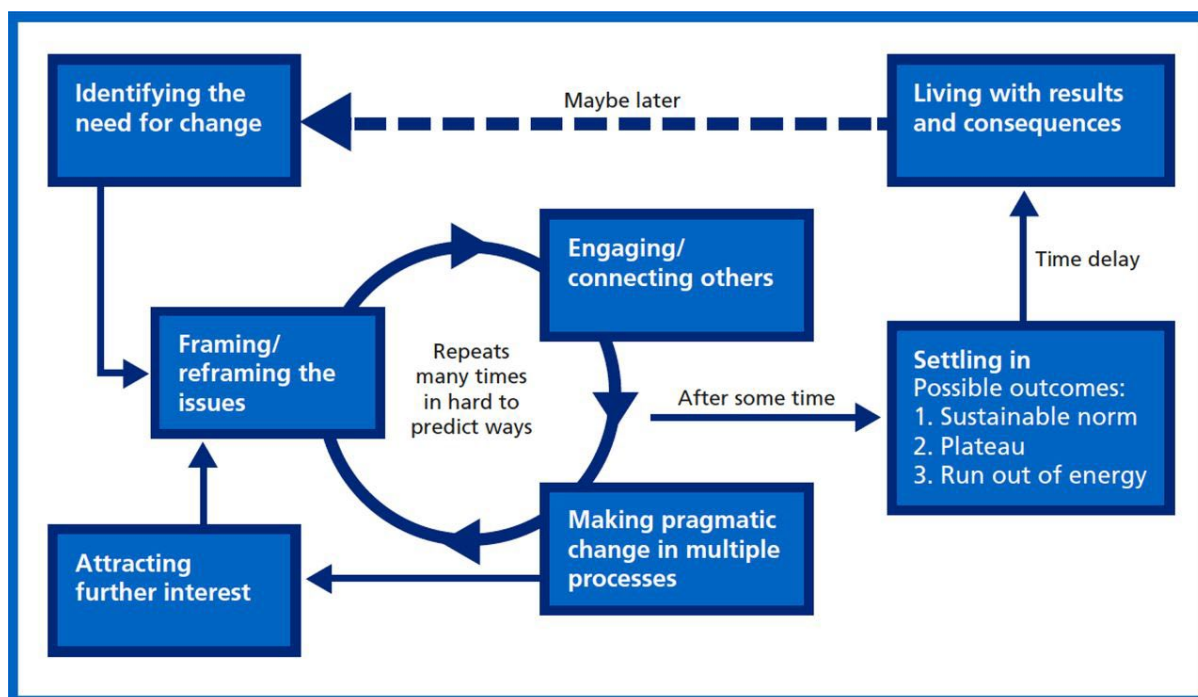 Identifying the
need for change
Maybe later
Living with results
and consequences
Engaging/
connecting others
Time delay
Framing/
reframing the
issues
Repeats
many times
in hard to
predict ways
After some time
Settling in
Possible outcomes:
1. Sustainable norm
2. Plateau
3. Run out of energy
Making pragmatic
change in multiple
processes
Attracting
further interest